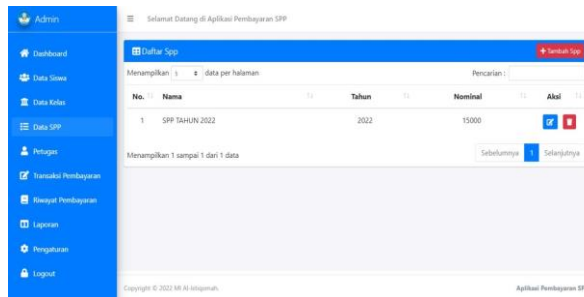 Admin
Selamat Datang di Aplikasi Pembayaran SPP
Dashboard
Data Siswa
Data Kelas
Data SPP
Petugas
Transaksi Pembayaran
Riwayat Pembayaran
Laporan
Pengaturan
Logout
Daftar Spp
+ Tambah Spp
Menampilkan 5 data per halaman
Pencarian :
No. Nama Tahun Nominal Aksi
1 SPP TAHUN 2022 2022 15000
Menampilkan 1 sampai 1 dari 1 data
Sebelumnya 1 Selanjutnya
Copyright © 2022 MI Al-Istiqomah.
Aplikasi Pembayaran SP